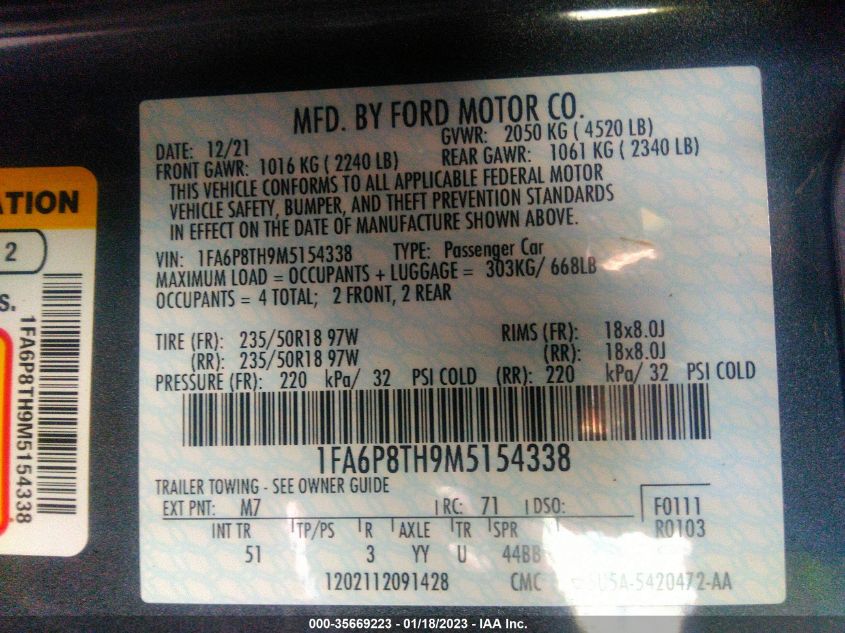 MFD. BY FORD MOTOR CO.
DATE: 12/21 GVWR: 2050 KG ( 4520 LB)
FRONT GAWR: 1016 KG ( 2240 LB) REAR GAWR: 1061 KG ( 2340 LB)
THIS VEHICLE CONFORMS TO ALL APPLICABLE FEDERAL MOTOR
VEHICLE SAFETY, BUMPER, AND THEFT PREVENTION STANDARDS
IN EFFECT ON THE DATE OF MANUFACTURE SHOWN ABOVE.
VIN: 1FA6P8TH9M5154338 TYPE: Passenger Car
MAXIMUM LOAD = OCCUPANTS + LUGGAGE = 303KG/ 668LB
OCCUPANTS = 4 TOTAL; 2 FRONT, 2 REAR
TIRE (FR): 235/50R18 97W RIMS (FR): 18x8.0J
(RR): 235/50R18 97W (RR): 18x8.0J
PRESSURE (FR): 220 kPa/ 32 PSI COLD (RR): 220 kPa/ 32 PSI COLD
1FA6P8TH9M5154338
TRAILER TOWING - SEE OWNER GUIDE
EXT PNT: M7 RC: 71 DSO: F0111
R0103
INT TR TP/PS R AXLE TR SPR
51 3 YY U 44BB
1202112091428 CMC 5U5A-5420472-AA
ATION
2
S.
1FA6P8TH9M5154338
000-35669223 - 01/18/2023 - IAA Inc.